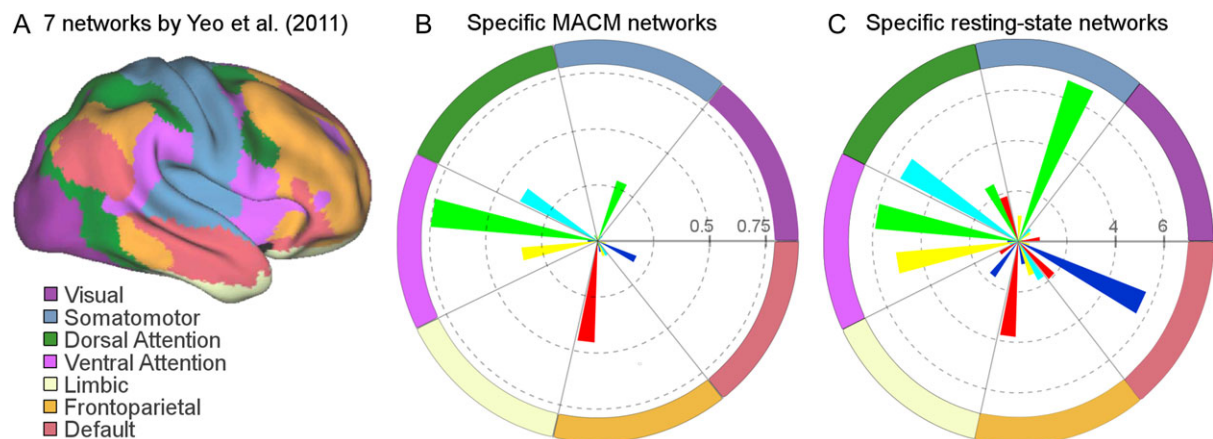 A 7 networks by Yeo et al. (2011)
Visual
Somatomotor
Dorsal Attention
Ventral Attention
Limbic
Frontoparietal
Default
B Specific MACM networks
0.5 0.75
C Specific resting-state networks
4 6